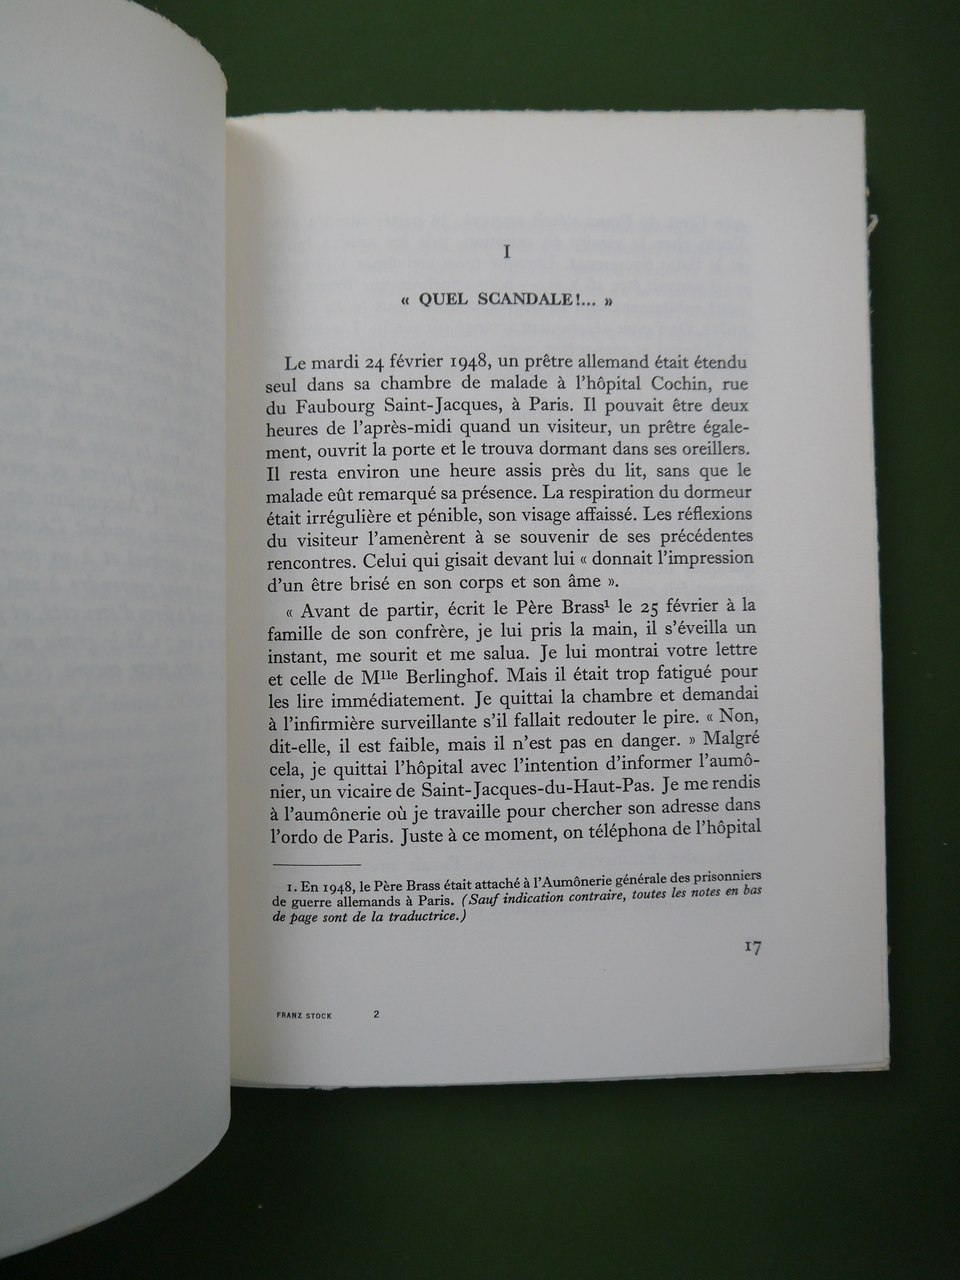 I
« QUEL SCANDALE!... »
Le mardi 24 février 1948, un prêtre allemand était étendu
seul dans sa chambre de malade à l'hôpital Cochin, rue
du Faubourg Saint-Jacques, à Paris. Il pouvait être deux
heures de l'après-midi quand un visiteur, un prêtre égale-
ment, ouvrit la porte et le trouva dormant dans ses oreillers.
Il resta environ une heure assis près du lit, sans que le
malade eût remarqué sa présence. La respiration du dormeur
était irrégulière et pénible, son visage affaissé. Les réflexions
du visiteur l'amenèrent à se souvenir de ses précédentes
rencontres. Celui qui gisait devant lui « donnait l'impression
d'un être brisé en son corps et son âme ».
« Avant de partir, écrit le Père Brass¹ le 25 février à la
famille de son confrère, je lui pris la main, il s'éveilla un
instant, me sourit et me salua. Je lui montrai votre lettre
et celle de Mlle Berlinghof. Mais il était trop fatigué pour
les lire immédiatement. Je quittai la chambre et demandai
à l'infirmière surveillante s'il fallait redouter le pire. « Non,
dit-elle, il est faible, mais il n'est pas en danger. » Malgré
cela, je quittai l'hôpital avec l'intention d'informer l'aumô-
nier, un vicaire de Saint-Jacques-du-Haut-Pas. Je me rendis
à l'aumônerie où je travaille pour chercher son adresse dans
l'ordo de Paris. Juste à ce moment, on téléphona de l'hôpital
1. En 1948, le Père Brass était attaché à l'Aumônerie générale des prisonniers
de guerre allemands à Paris. (Sauf indication contraire, toutes les notes en bas
de page sont de la traductrice.)
17
FRANZ STOCK 2